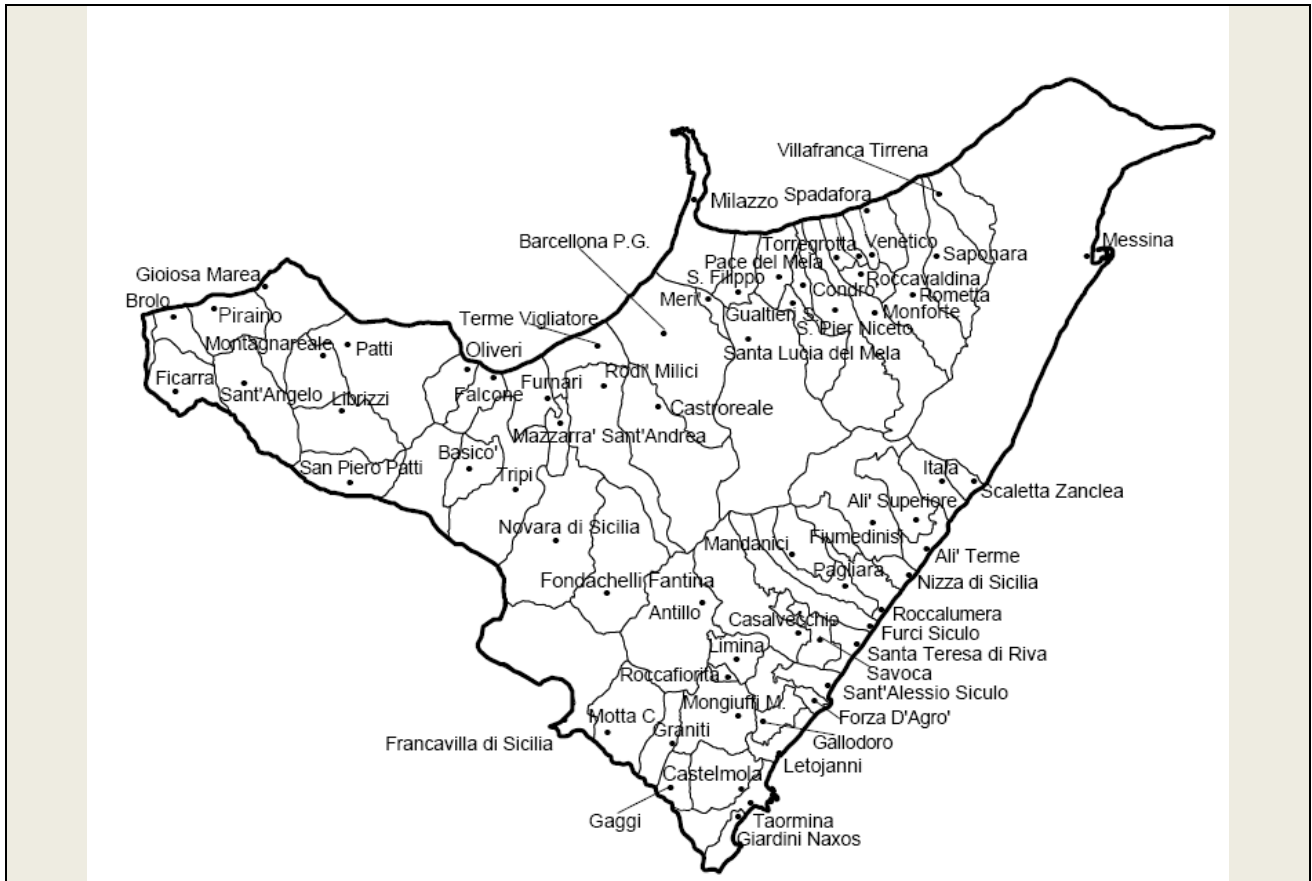 Villafranca Tirrena
Milazzo
Spadafora
Barcellona P.G.
Torregrotta
Venetico
Messina
Pace del Mela
Saponara
Gioiosa Marea
S. Filippo
Roccavaldina
Brolo
Meri'
Condro'
Rometta
Piraino
Terme Vigliatore
Gualtieri S.
Monforte
S. Pier Niceto
Montagnareale
Patti
Oliveri
Santa Lucia del Mela
Ficarra
Rodi' Milici
Sant'Angelo
Librizzi
Falcone
Furnari
Castroreale
Mazzarra' Sant'Andrea
Basico'
San Piero Patti
Tripi
Itala
Scaletta Zanclea
Ali' Superiore
Novara di Sicilia
Mandanici
Fiumedinisi
Ali' Terme
Pagliara
Nizza di Sicilia
Fondachelli Fantina
Antillo
Casalvecchio
Roccalumera
Furci Siculo
Limina
Santa Teresa di Riva
Roccafiorita
Savoca
Sant'Alessio Siculo
Mongiuffi M.
Motta C.
Forza D'Agro'
Graniti
Francavilla di Sicilia
Gallodoro
Castelmola
Letojanni
Gaggi
Taormina
Giardini Naxos